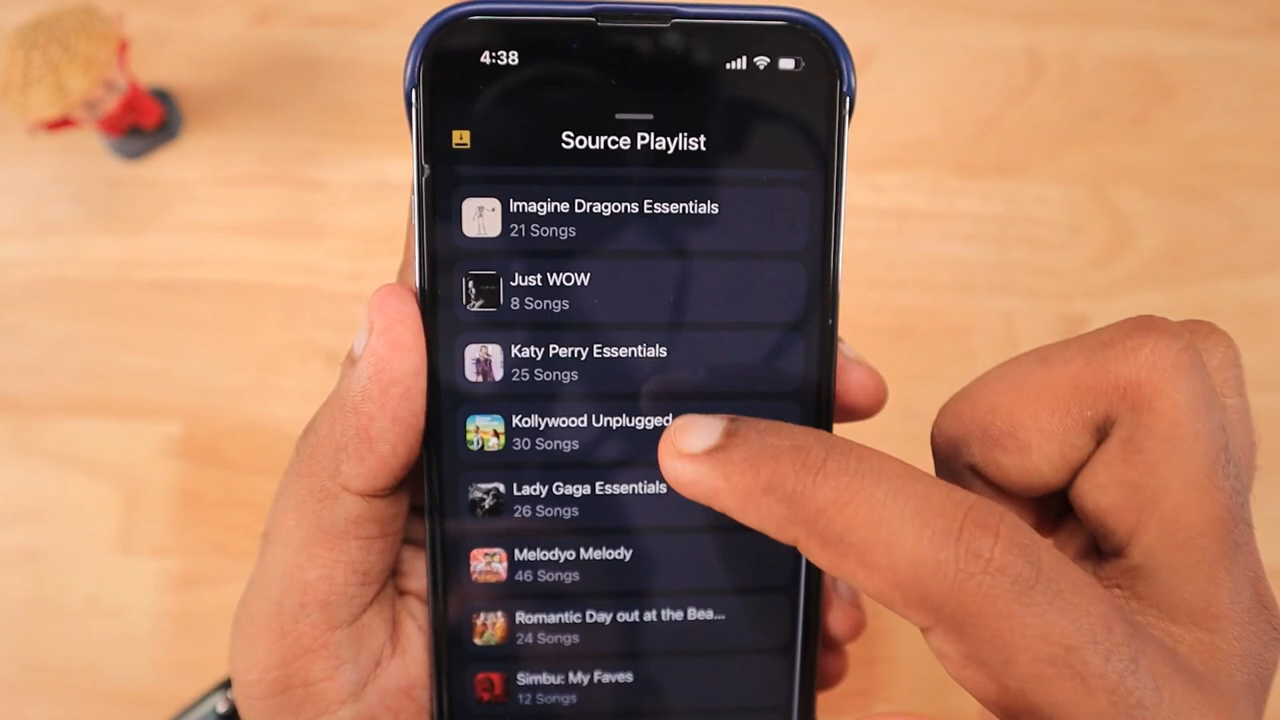 4:38
Source Playlist
Imagine Dragons Essentials
21 Songs
Just WOW
8 Songs
Katy Perry Essentials
25 Songs
Kollywood Unplugged
30 Songs
Lady Gaga Essentials
26 Songs
Melodyo Melody
46 Songs
Romantic Day out at the Bea...
24 Songs
Simbu: My Faves
12 Songs